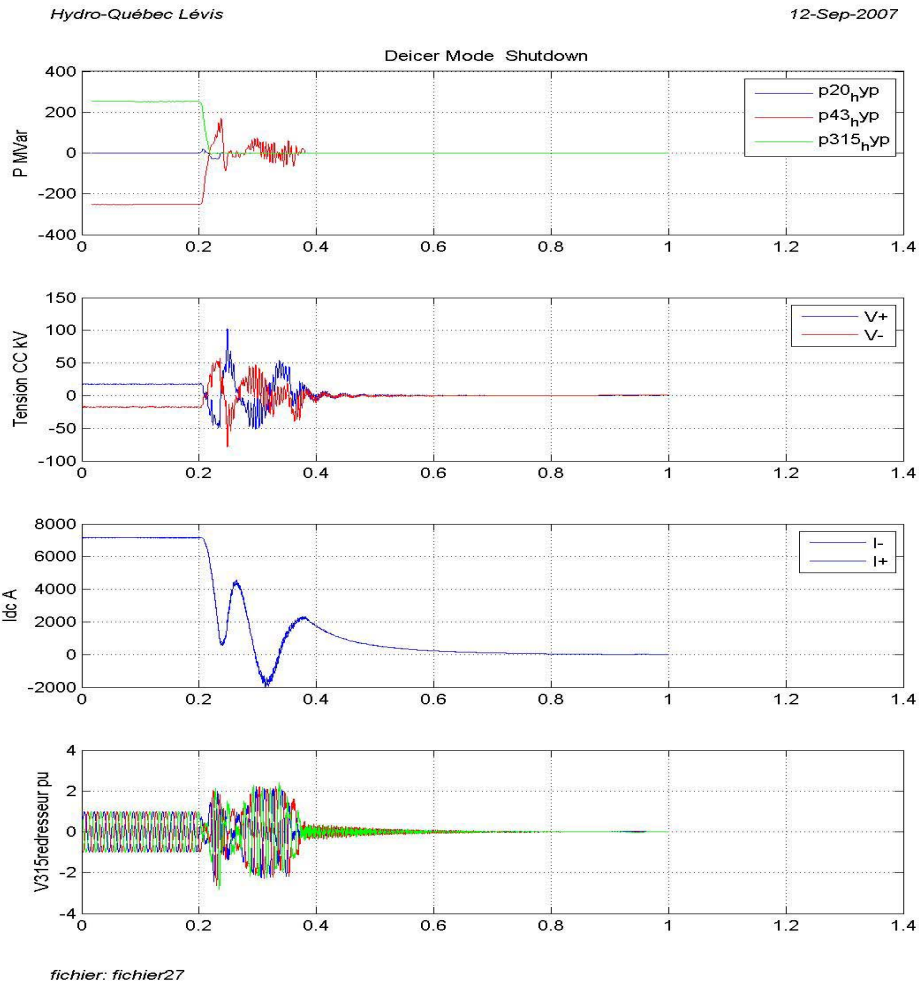 Hydro-Québec Lévis
12-Sep-2007
Deicer Mode Shutdown
P MVar
400
200
0
-200
-400
0 0.2 0.4 0.6 0.8 1 1.2 1.4
p20hyp
p43hyp
p315hyp
Tension CC kV
150
100
50
0
-50
-100
0 0.2 0.4 0.6 0.8 1 1.2 1.4
V+
V-
Idc A
8000
6000
4000
2000
0
-2000
0 0.2 0.4 0.6 0.8 1 1.2 1.4
I-
I+
V315redresseur pu
4
2
0
-2
-4
0 0.2 0.4 0.6 0.8 1 1.2 1.4
fichier: fichier27